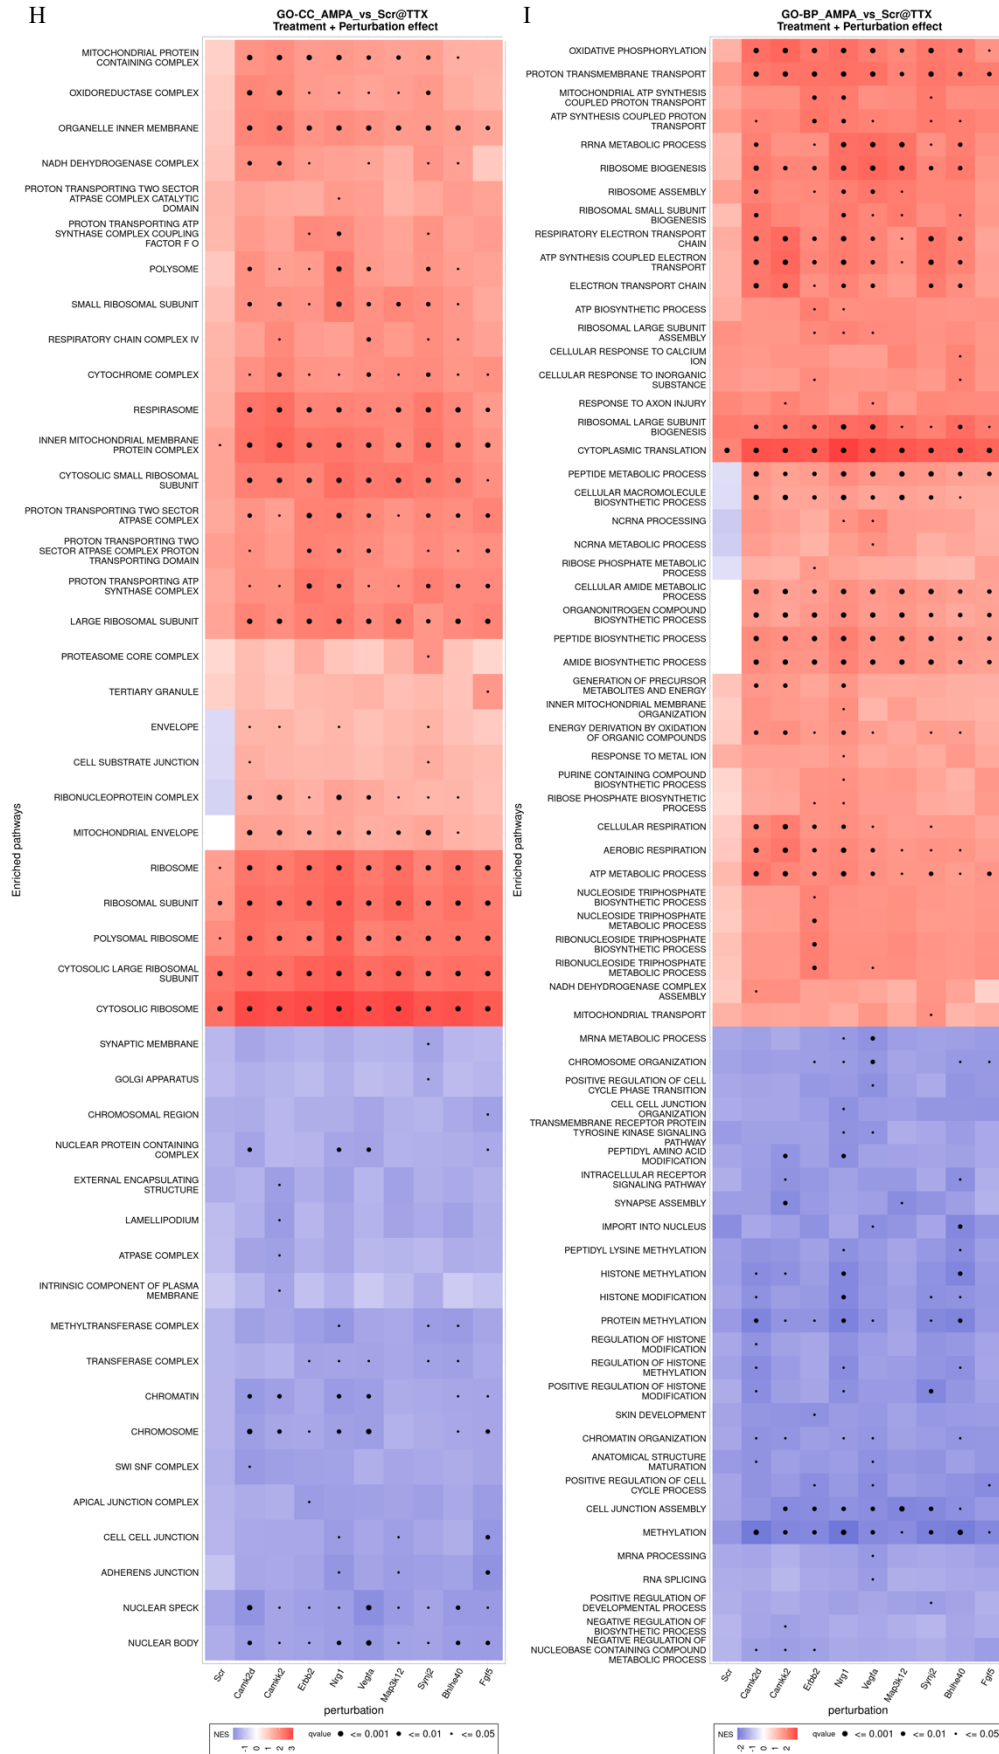 H
GO-CC_AMPA_vs_Scr@TTX
Treatment + Perturbation effect
MITOCHONDRIAL PROTEIN
CONTAINING COMPLEX
OXIDOREDUCTASE COMPLEX
ORGANELLE INNER MEMBRANE
NADH DEHYDROGENASE COMPLEX
PROTON TRANSPORTING TWO SECTOR
ATPASE COMPLEX CATALYTIC
DOMAIN
PROTON TRANSPORTING ATP
SYNTHASE COMPLEX COUPLING
FACTOR F O
POLYSOME
SMALL RIBOSOMAL SUBUNIT
RESPIRATORY CHAIN COMPLEX IV
CYTOCHROME COMPLEX
RESPIRASOME
INNER MITOCHONDRIAL MEMBRANE
PROTEIN COMPLEX
CYTOSOLIC SMALL RIBOSOMAL
SUBUNIT
PROTON TRANSPORTING TWO SECTOR
ATPASE COMPLEX
PROTON TRANSPORTING TWO
SECTOR ATPASE COMPLEX PROTON
TRANSPORTING DOMAIN
PROTON TRANSPORTING ATP
SYNTHASE COMPLEX
LARGE RIBOSOMAL SUBUNIT
PROTEASOME CORE COMPLEX
TERTIARY GRANULE
ENVELOPE
CELL SUBSTRATE JUNCTION
RIBONUCLEOPROTEIN COMPLEX
MITOCHONDRIAL ENVELOPE
RIBOSOME
RIBOSOMAL SUBUNIT
POLYSOMAL RIBOSOME
CYTOSOLIC LARGE RIBOSOMAL
SUBUNIT
CYTOSOLIC RIBOSOME
SYNAPTIC MEMBRANE
GOLGI APPARATUS
CHROMOSOMAL REGION
NUCLEAR PROTEIN CONTAINING
COMPLEX
EXTERNAL ENCAPSULATING
STRUCTURE
LAMELLIPODIUM
ATPASE COMPLEX
INTRINSIC COMPONENT OF PLASMA
MEMBRANE
METHYLTRANSFERASE COMPLEX
TRANSFERASE COMPLEX
CHROMATIN
CHROMOSOME
SWI SNF COMPLEX
APICAL JUNCTION COMPLEX
CELL CELL JUNCTION
ADHERENS JUNCTION
NUCLEAR SPECK
NUCLEAR BODY
Enriched pathways
Scr
Camk2d
Camkk2
Erbb2
Nrg1
Vegfa
Map3k12
Synj2
Bhlhe40
Fgf5
perturbation
NES
-1
0
1
2
3
qvalue
<= 0.001
<= 0.01
<= 0.05
I
GO-BP_AMPA_vs_Scr@TTX
Treatment + Perturbation effect
OXIDATIVE PHOSPHORYLATION
PROTON TRANSMEMBRANE TRANSPORT
MITOCHONDRIAL ATP SYNTHESIS
COUPLED PROTON TRANSPORT
ATP SYNTHESIS COUPLED PROTON
TRANSPORT
RRNA METABOLIC PROCESS
RIBOSOME BIOGENESIS
RIBOSOME ASSEMBLY
RIBOSOMAL SMALL SUBUNIT
BIOGENESIS
RESPIRATORY ELECTRON TRANSPORT
CHAIN
ATP SYNTHESIS COUPLED ELECTRON
TRANSPORT
ELECTRON TRANSPORT CHAIN
ATP BIOSYNTHETIC PROCESS
RIBOSOMAL LARGE SUBUNIT
ASSEMBLY
CELLULAR RESPONSE TO CALCIUM
ION
CELLULAR RESPONSE TO INORGANIC
SUBSTANCE
RESPONSE TO AXON INJURY
RIBOSOMAL LARGE SUBUNIT
BIOGENESIS
CYTOPLASMIC TRANSLATION
PEPTIDE METABOLIC PROCESS
CELLULAR MACROMOLECULE
BIOSYNTHETIC PROCESS
NCRNA PROCESSING
NCRNA METABOLIC PROCESS
RIBOSE PHOSPHATE METABOLIC
PROCESS
CELLULAR AMIDE METABOLIC
PROCESS
ORGANONITROGEN COMPOUND
BIOSYNTHETIC PROCESS
PEPTIDE BIOSYNTHETIC PROCESS
AMIDE BIOSYNTHETIC PROCESS
GENERATION OF PRECURSOR
METABOLITES AND ENERGY
INNER MITOCHONDRIAL MEMBRANE
ORGANIZATION
ENERGY DERIVATION BY OXIDATION
OF ORGANIC COMPOUNDS
RESPONSE TO METAL ION
PURINE CONTAINING COMPOUND
BIOSYNTHETIC PROCESS
RIBOSE PHOSPHATE BIOSYNTHETIC
PROCESS
CELLULAR RESPIRATION
AEROBIC RESPIRATION
ATP METABOLIC PROCESS
NUCLEOSIDE TRIPHOSPHATE
BIOSYNTHETIC PROCESS
NUCLEOSIDE TRIPHOSPHATE
METABOLIC PROCESS
RIBONUCLEOSIDE TRIPHOSPHATE
BIOSYNTHETIC PROCESS
RIBONUCLEOSIDE TRIPHOSPHATE
METABOLIC PROCESS
NADH DEHYDROGENASE COMPLEX
ASSEMBLY
MITOCHONDRIAL TRANSPORT
MRNA METABOLIC PROCESS
CHROMOSOME ORGANIZATION
POSITIVE REGULATION OF CELL
CYCLE PHASE TRANSITION
CELL CELL JUNCTION
ORGANIZATION
TRANSMEMBRANE RECEPTOR PROTEIN
TYROSINE KINASE SIGNALING
PATHWAY
PEPTIDYL AMINO ACID
MODIFICATION
INTRACELLULAR RECEPTOR
SIGNALING PATHWAY
SYNAPSE ASSEMBLY
IMPORT INTO NUCLEUS
PEPTIDYL LYSINE METHYLATION
HISTONE METHYLATION
HISTONE MODIFICATION
PROTEIN METHYLATION
REGULATION OF HISTONE
MODIFICATION
REGULATION OF HISTONE
METHYLATION
POSITIVE REGULATION OF HISTONE
MODIFICATION
SKIN DEVELOPMENT
CHROMATIN ORGANIZATION
ANATOMICAL STRUCTURE
MATURATION
POSITIVE REGULATION OF CELL
CYCLE PROCESS
CELL JUNCTION ASSEMBLY
METHYLATION
MRNA PROCESSING
RNA SPLICING
POSITIVE REGULATION OF
DEVELOPMENTAL PROCESS
NEGATIVE REGULATION OF
BIOSYNTHETIC PROCESS
NEGATIVE REGULATION OF
NUCLEOBASE CONTAINING COMPOUND
METABOLIC PROCESS
Enriched pathways
Scr
Camk2d
Camkk2
Erbb2
Nrg1
Vegfa
Map3k12
Synj2
Bhlhe40
Fgf5
perturbation
NES
-2
-1
0
1
2
qvalue
<= 0.001
<= 0.01
<= 0.05